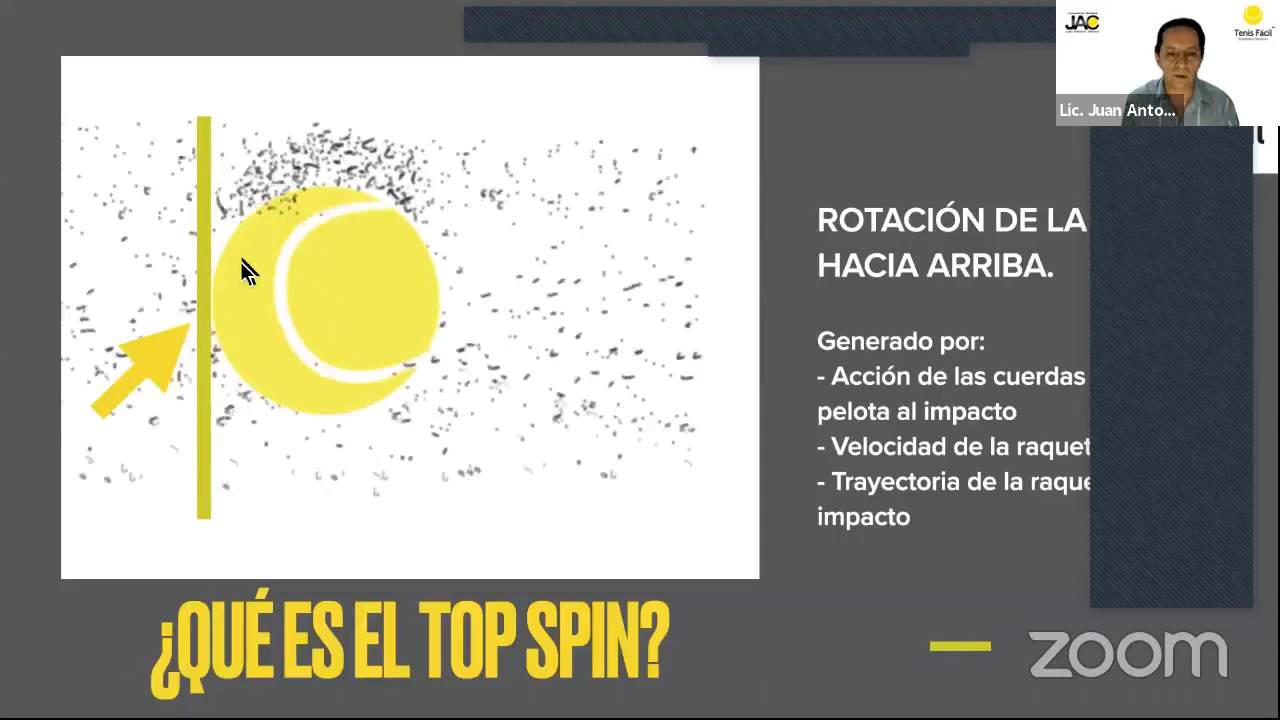 JAC
Tenis Fácil
Lic. Juan Anto...
ROTACIÓN DE LA
HACIA ARRIBA.
Generado por:
- Acción de las cuerdas
pelota al impacto
- Velocidad de la raquet
- Trayectoria de la raque
impacto
¿QUÉ ES EL TOP SPIN?
zoom